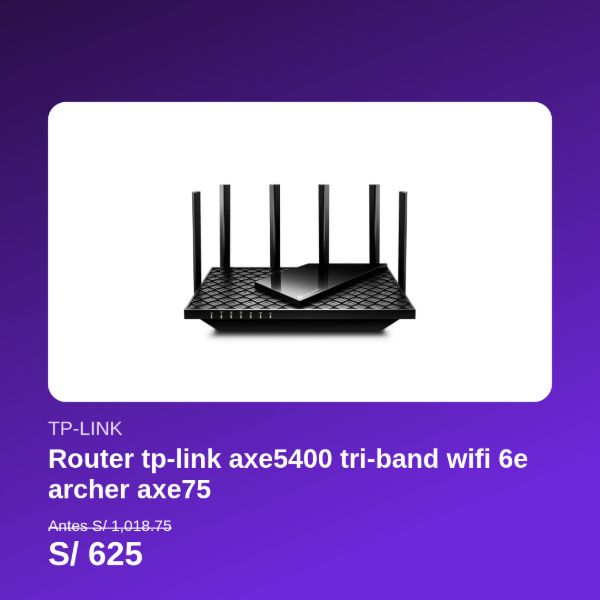 TP-LINK
Router tp-link axe5400 tri-band wifi 6e
archer axe75
Antes S/ 1,018.75
S/ 625